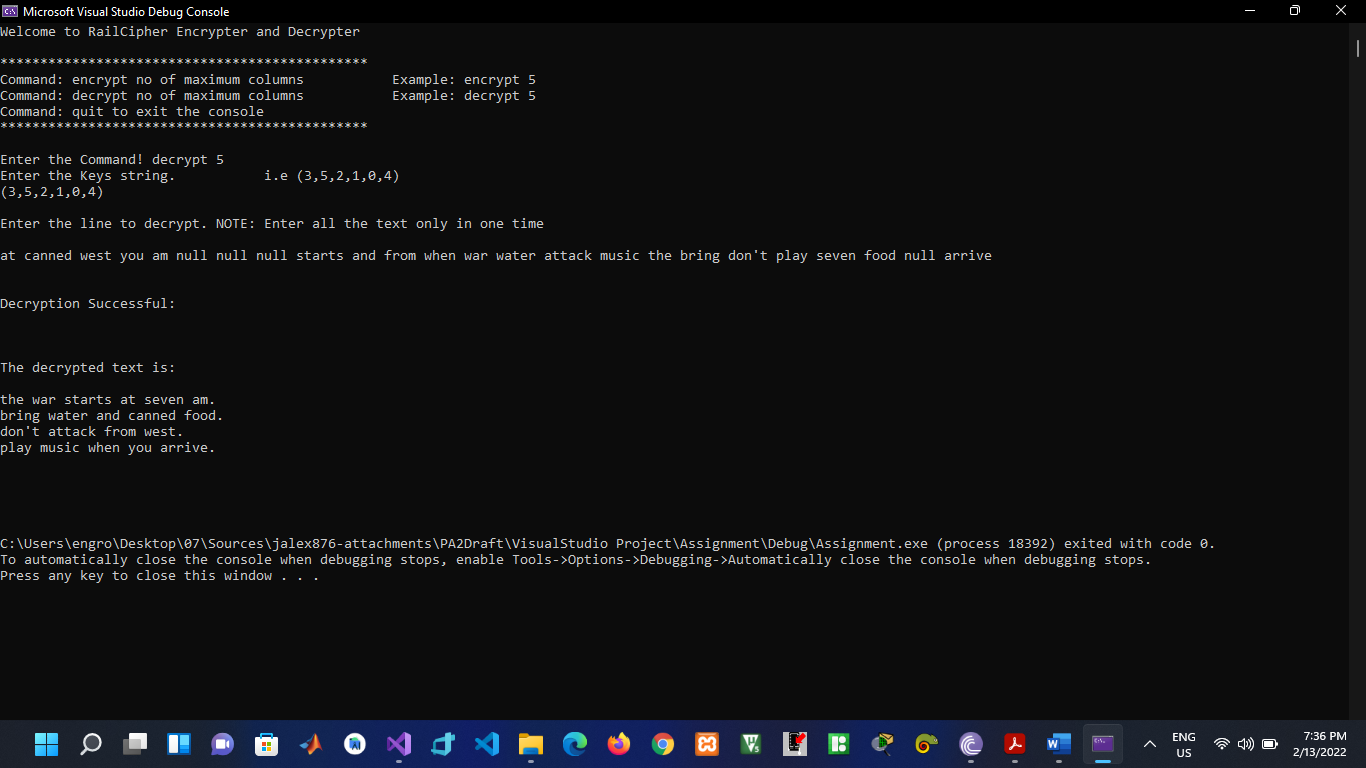 Microsoft Visual Studio Debug Console
Welcome to RailCipher Encrypter and Decrypter
**********************************************
Command: encrypt no of maximum columns Example: encrypt 5
Command: decrypt no of maximum columns Example: decrypt 5
Command: quit to exit the console
**********************************************
Enter the Command! decrypt 5
Enter the Keys string. i.e (3,5,2,1,0,4)
(3,5,2,1,0,4)
Enter the line to decrypt. NOTE: Enter all the text only in one time
at canned west you am null null null starts and from when war water attack music the bring don't play seven food null arrive
Decryption Successful:
The decrypted text is:
the war starts at seven am.
bring water and canned food.
don't attack from west.
play music when you arrive.
C:\Users\engro\Desktop\07\Sources\jalex876-attachments\PA2Draft\VisualStudio Project\Assignment\Debug\Assignment.exe (process 18392) exited with code 0.
To automatically close the console when debugging stops, enable Tools->Options->Debugging->Automatically close the console when debugging stops.
Press any key to close this window . . .
ENG
US
7:36 PM
2/13/2022